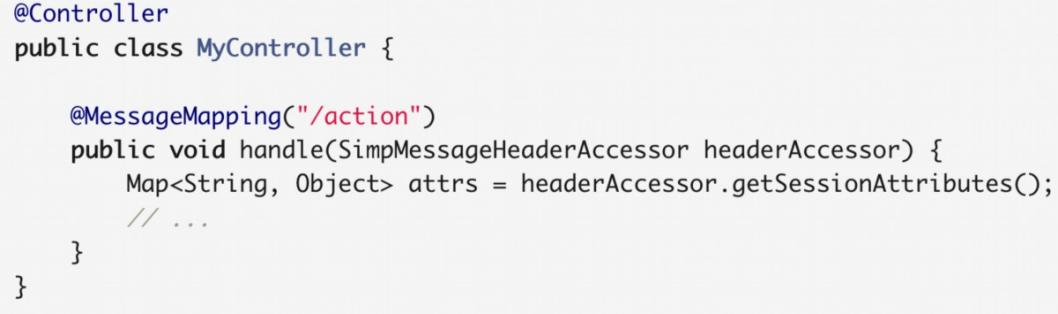 @Controller
public class MyController {
@MessageMapping("/action")
public void handle(SimpMessageHeaderAccessor headerAccessor) {
Map<String, Object> attrs = headerAccessor.getSessionAttributes();
// ...
}
}